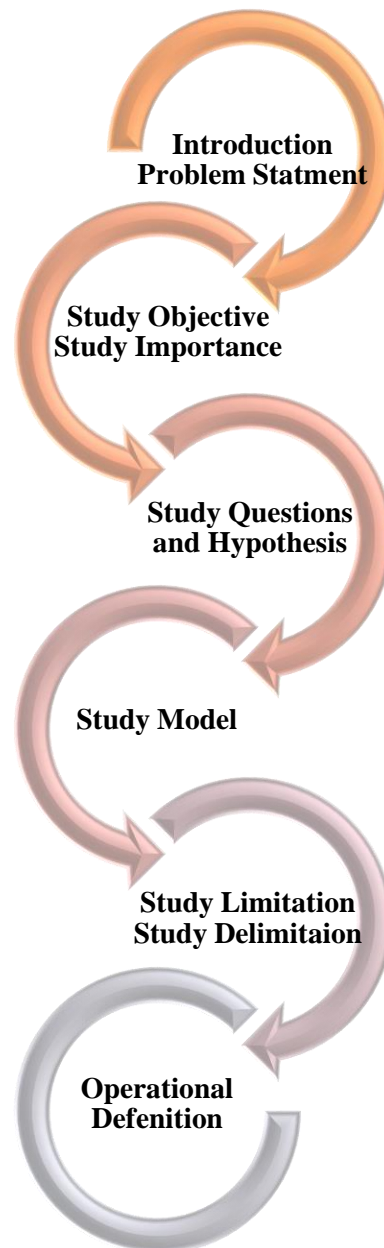 Introduction
Problem Statment
Study Objective
Study Importance
Study Questions
and Hypothesis
Study Model
Study Limitation
Study Delimitaion
Operational
Defenition